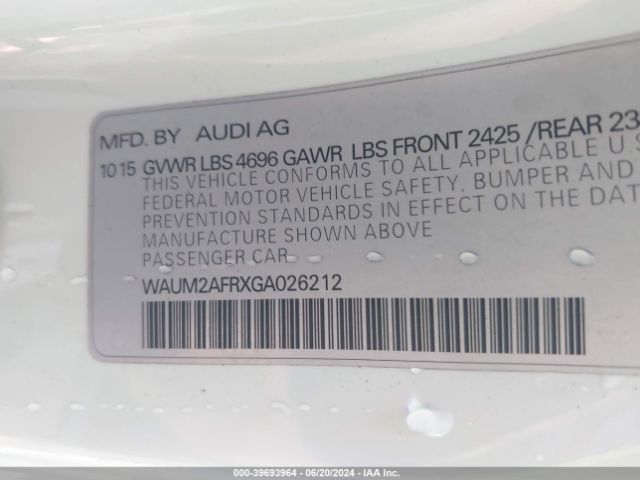 MFD. BY AUDI AG
10 15 GVWR LBS 4696 GAWR LBS FRONT 2425 /REAR 23
THIS VEHICLE CONFORMS TO ALL APPLICABLE U.S
FEDERAL MOTOR VEHICLE SAFETY, BUMPER AND
PREVENTION STANDARDS IN EFFECT ON THE DAT
MANUFACTURE SHOWN ABOVE
PASSENGER CAR
WAUM2AFRXGA026212
000-39693964 - 06/20/2024 - IAA Inc.